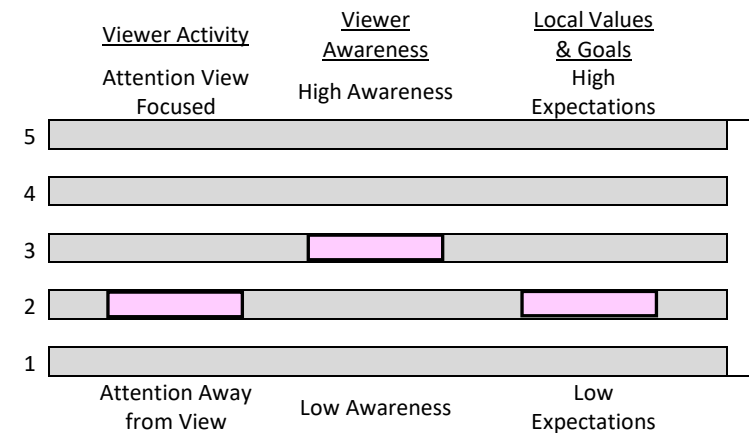 Viewer Activity
Attention View
Focused
Viewer
Awareness
High Awareness
Local Values
& Goals
High
Expectations
5
4
3
2
1
Attention Away
from View
Low Awareness
Low
Expectations